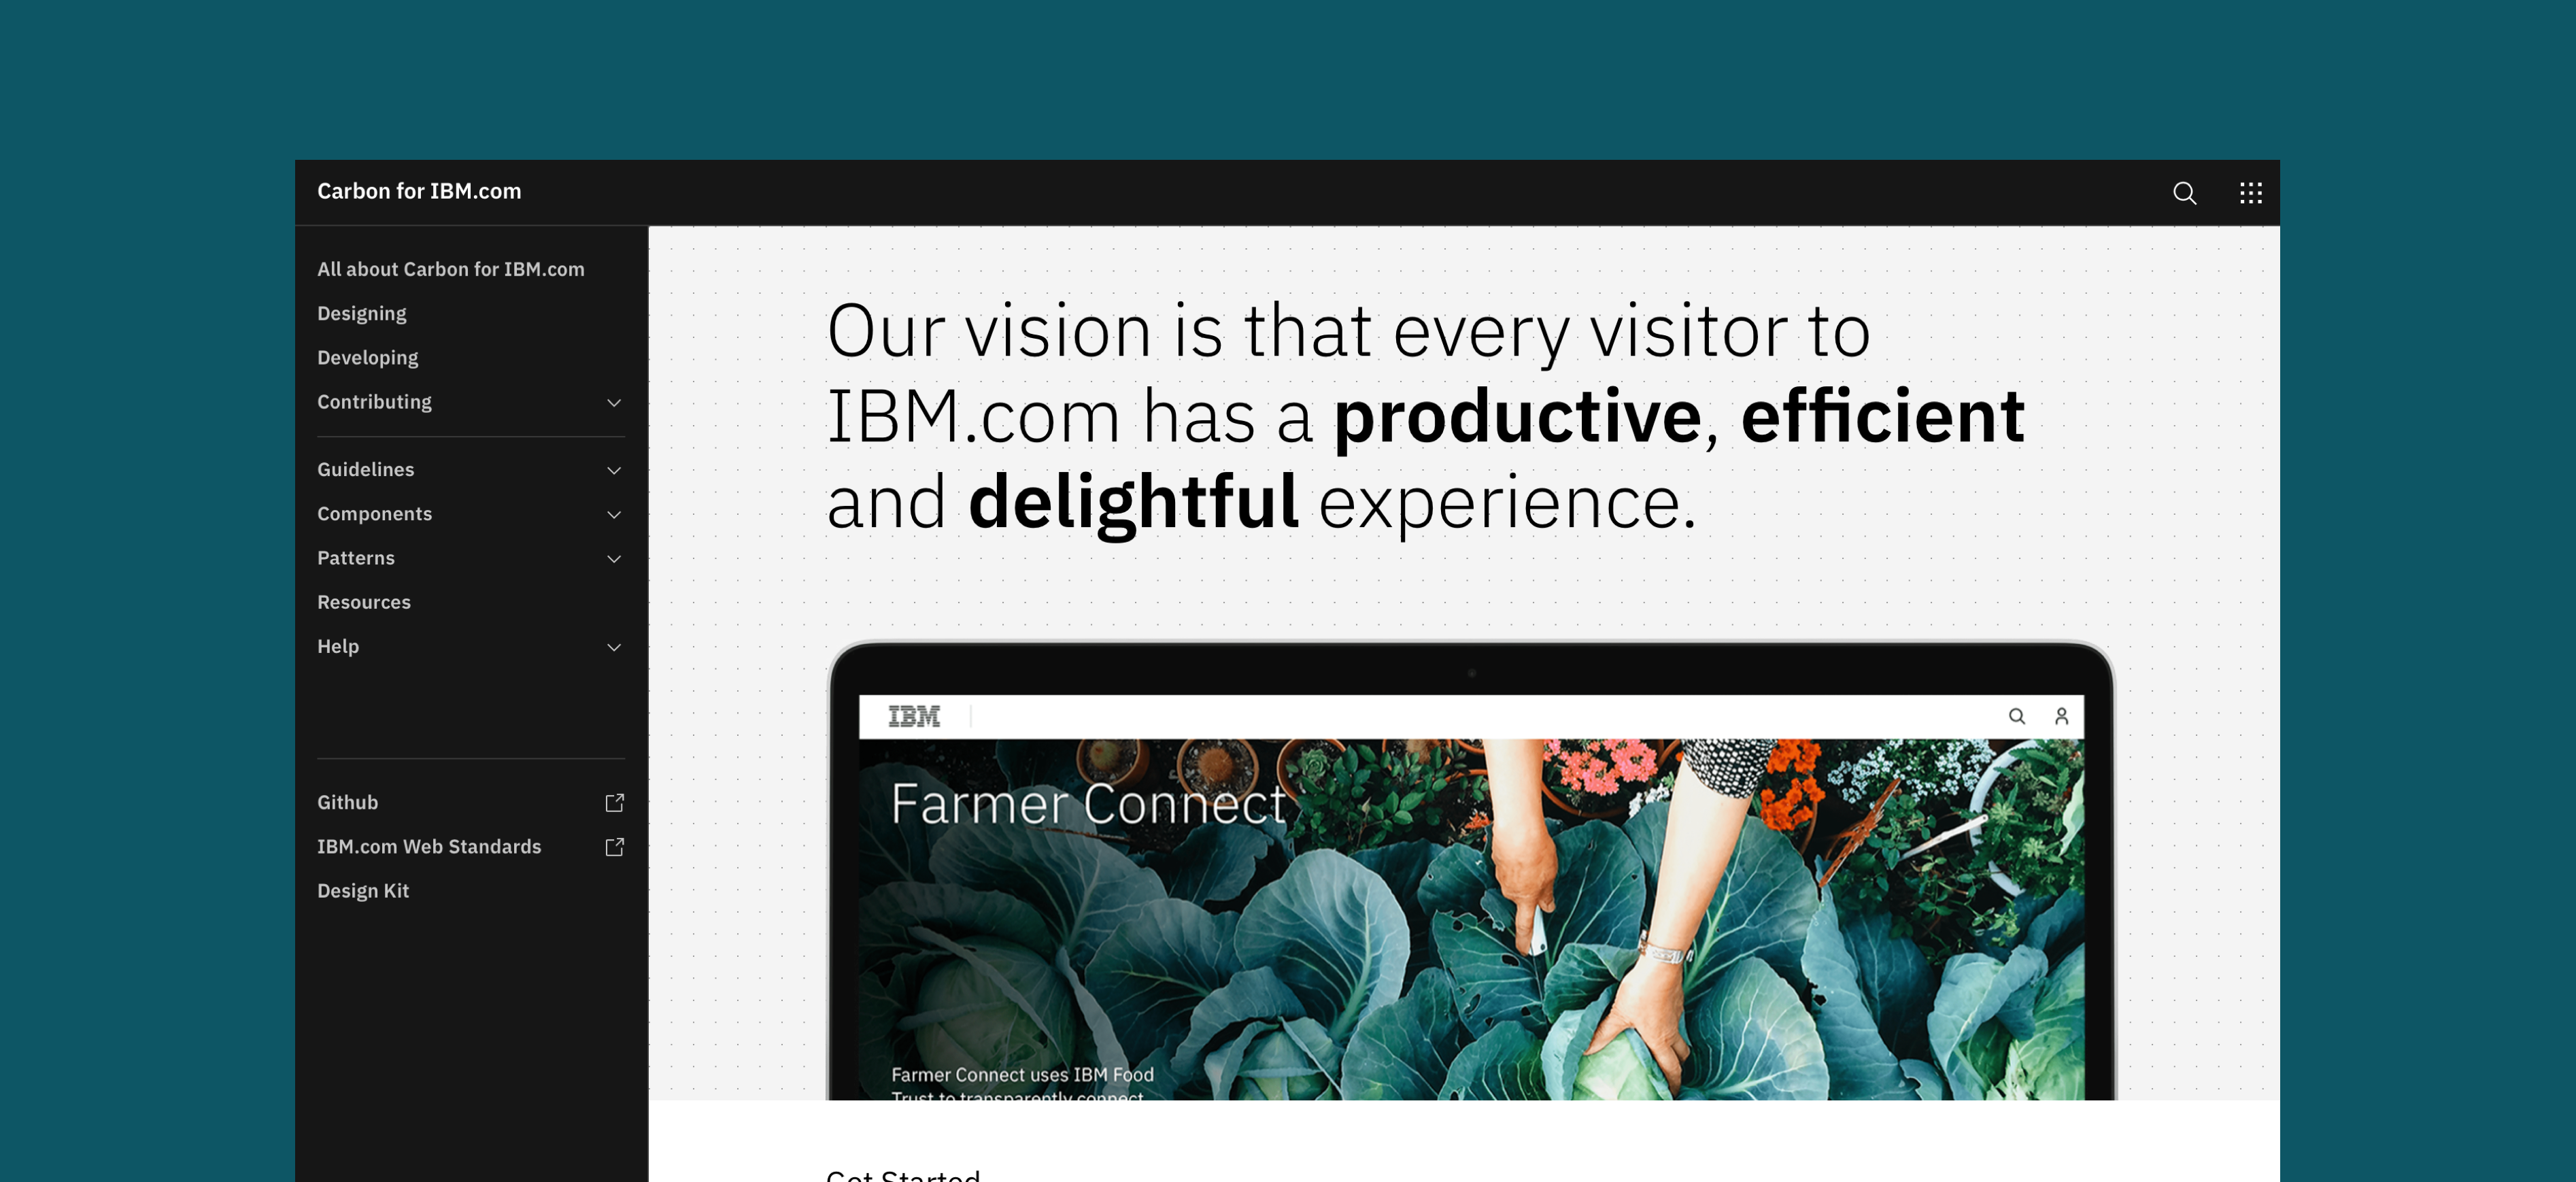 Carbon for IBM.com
All about Carbon for IBM.com
Designing
Developing
Contributing
Guidelines
Components
Patterns
Resources
Help
Github
IBM.com Web Standards
Design Kit
Our vision is that every visitor to
IBM.com has a productive, efficient
and delightful experience.
IBM
Farmer Connect
Farmer Connect uses IBM Food
Trust to transparently connect
Get Started